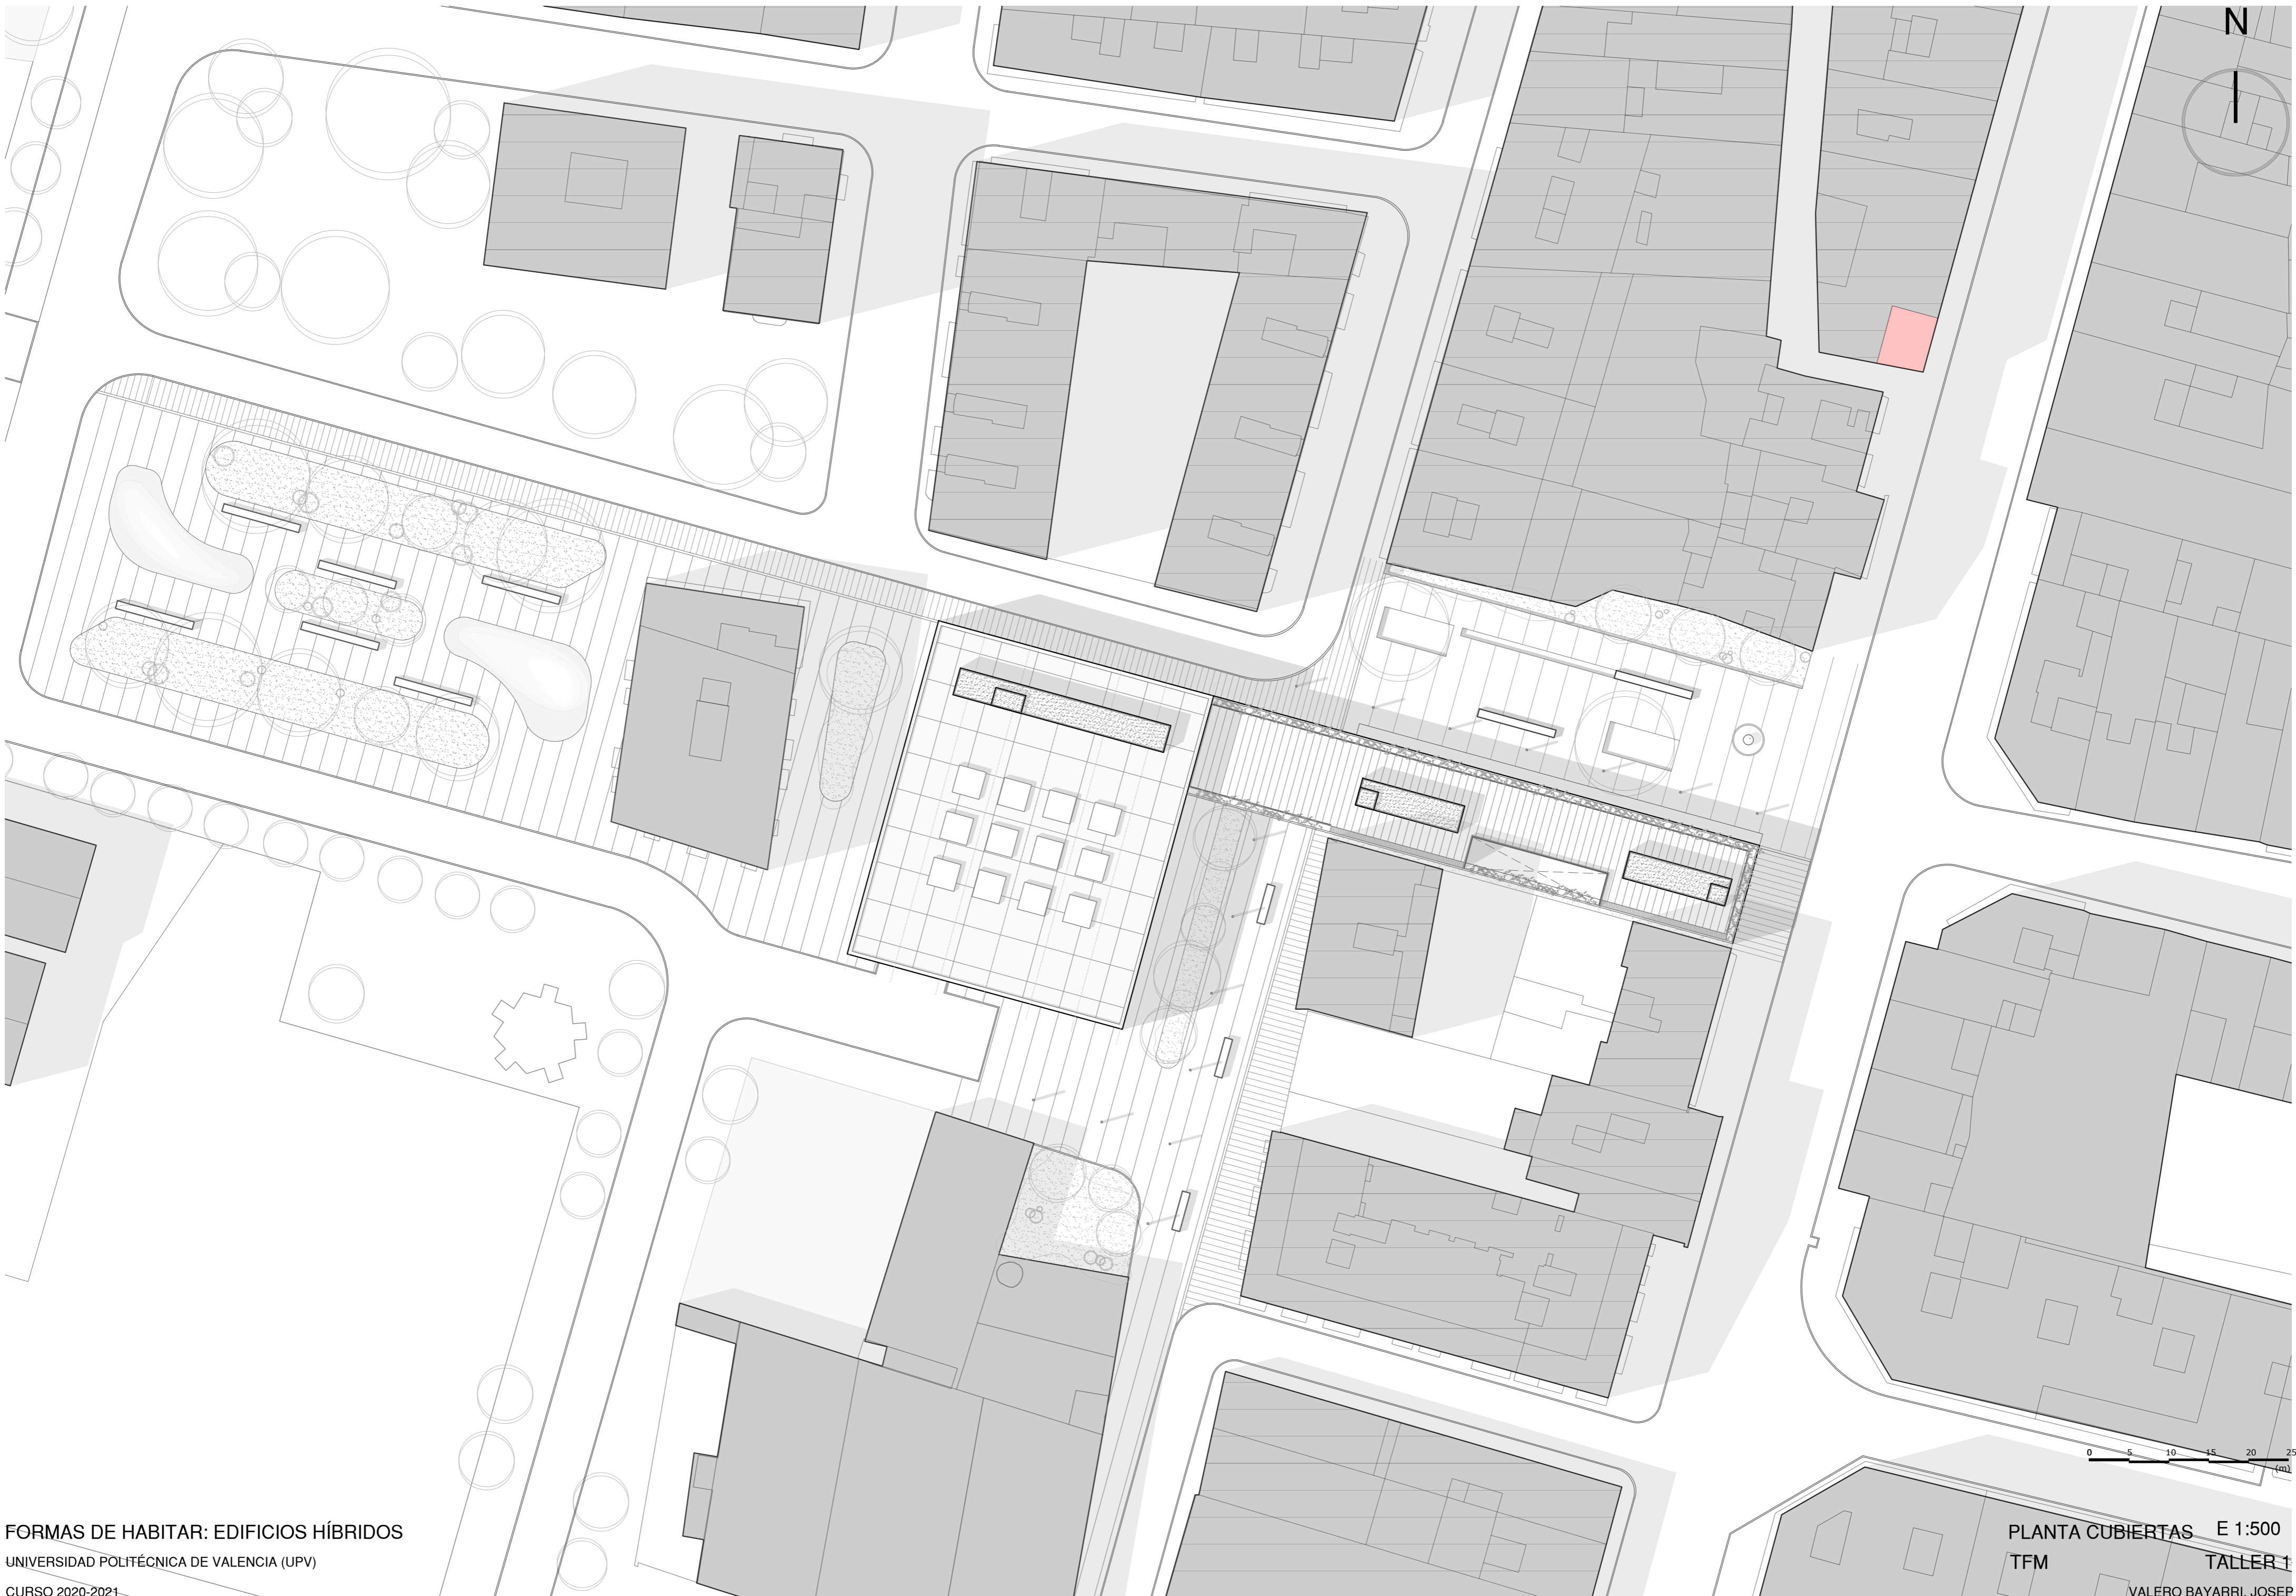 N
0 5 10 15 20 25
(m)
FORMAS DE HABITAR: EDIFICIOS HÍBRIDOS
UNIVERSIDAD POLITÉCNICA DE VALENCIA (UPV)
CURSO 2020-2021
PLANTA CUBIERTAS E 1:500
TFM TALLER 1
VALERO BAYARRI, JOSEP